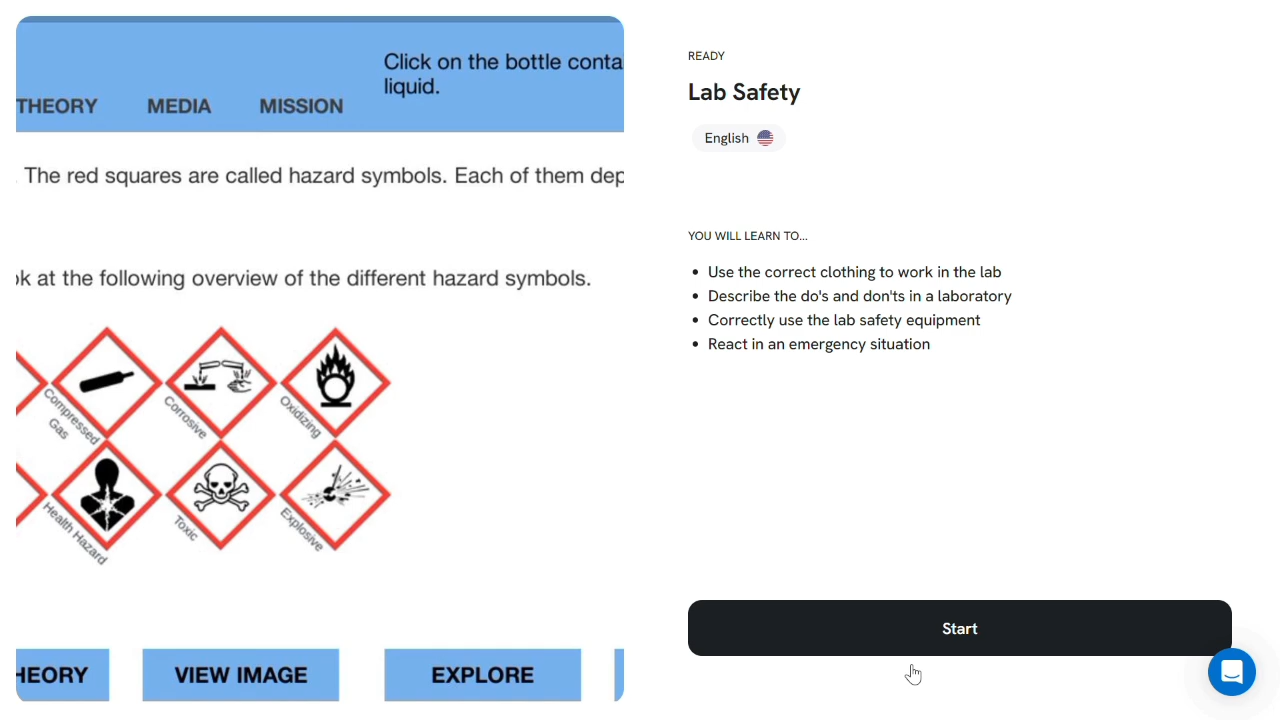 Click on the bottle conta
liquid.
THEORY MEDIA MISSION
The red squares are called hazard symbols. Each of them dep
ok at the following overview of the different hazard symbols.
Compressed
Gas
Corrosive
Oxidizing
Health Hazard
Toxic
Explosive
HEORY
VIEW IMAGE
EXPLORE
READY
Lab Safety
English
YOU WILL LEARN TO...
Use the correct clothing to work in the lab
Describe the do's and don'ts in a laboratory
Correctly use the lab safety equipment
React in an emergency situation
Start